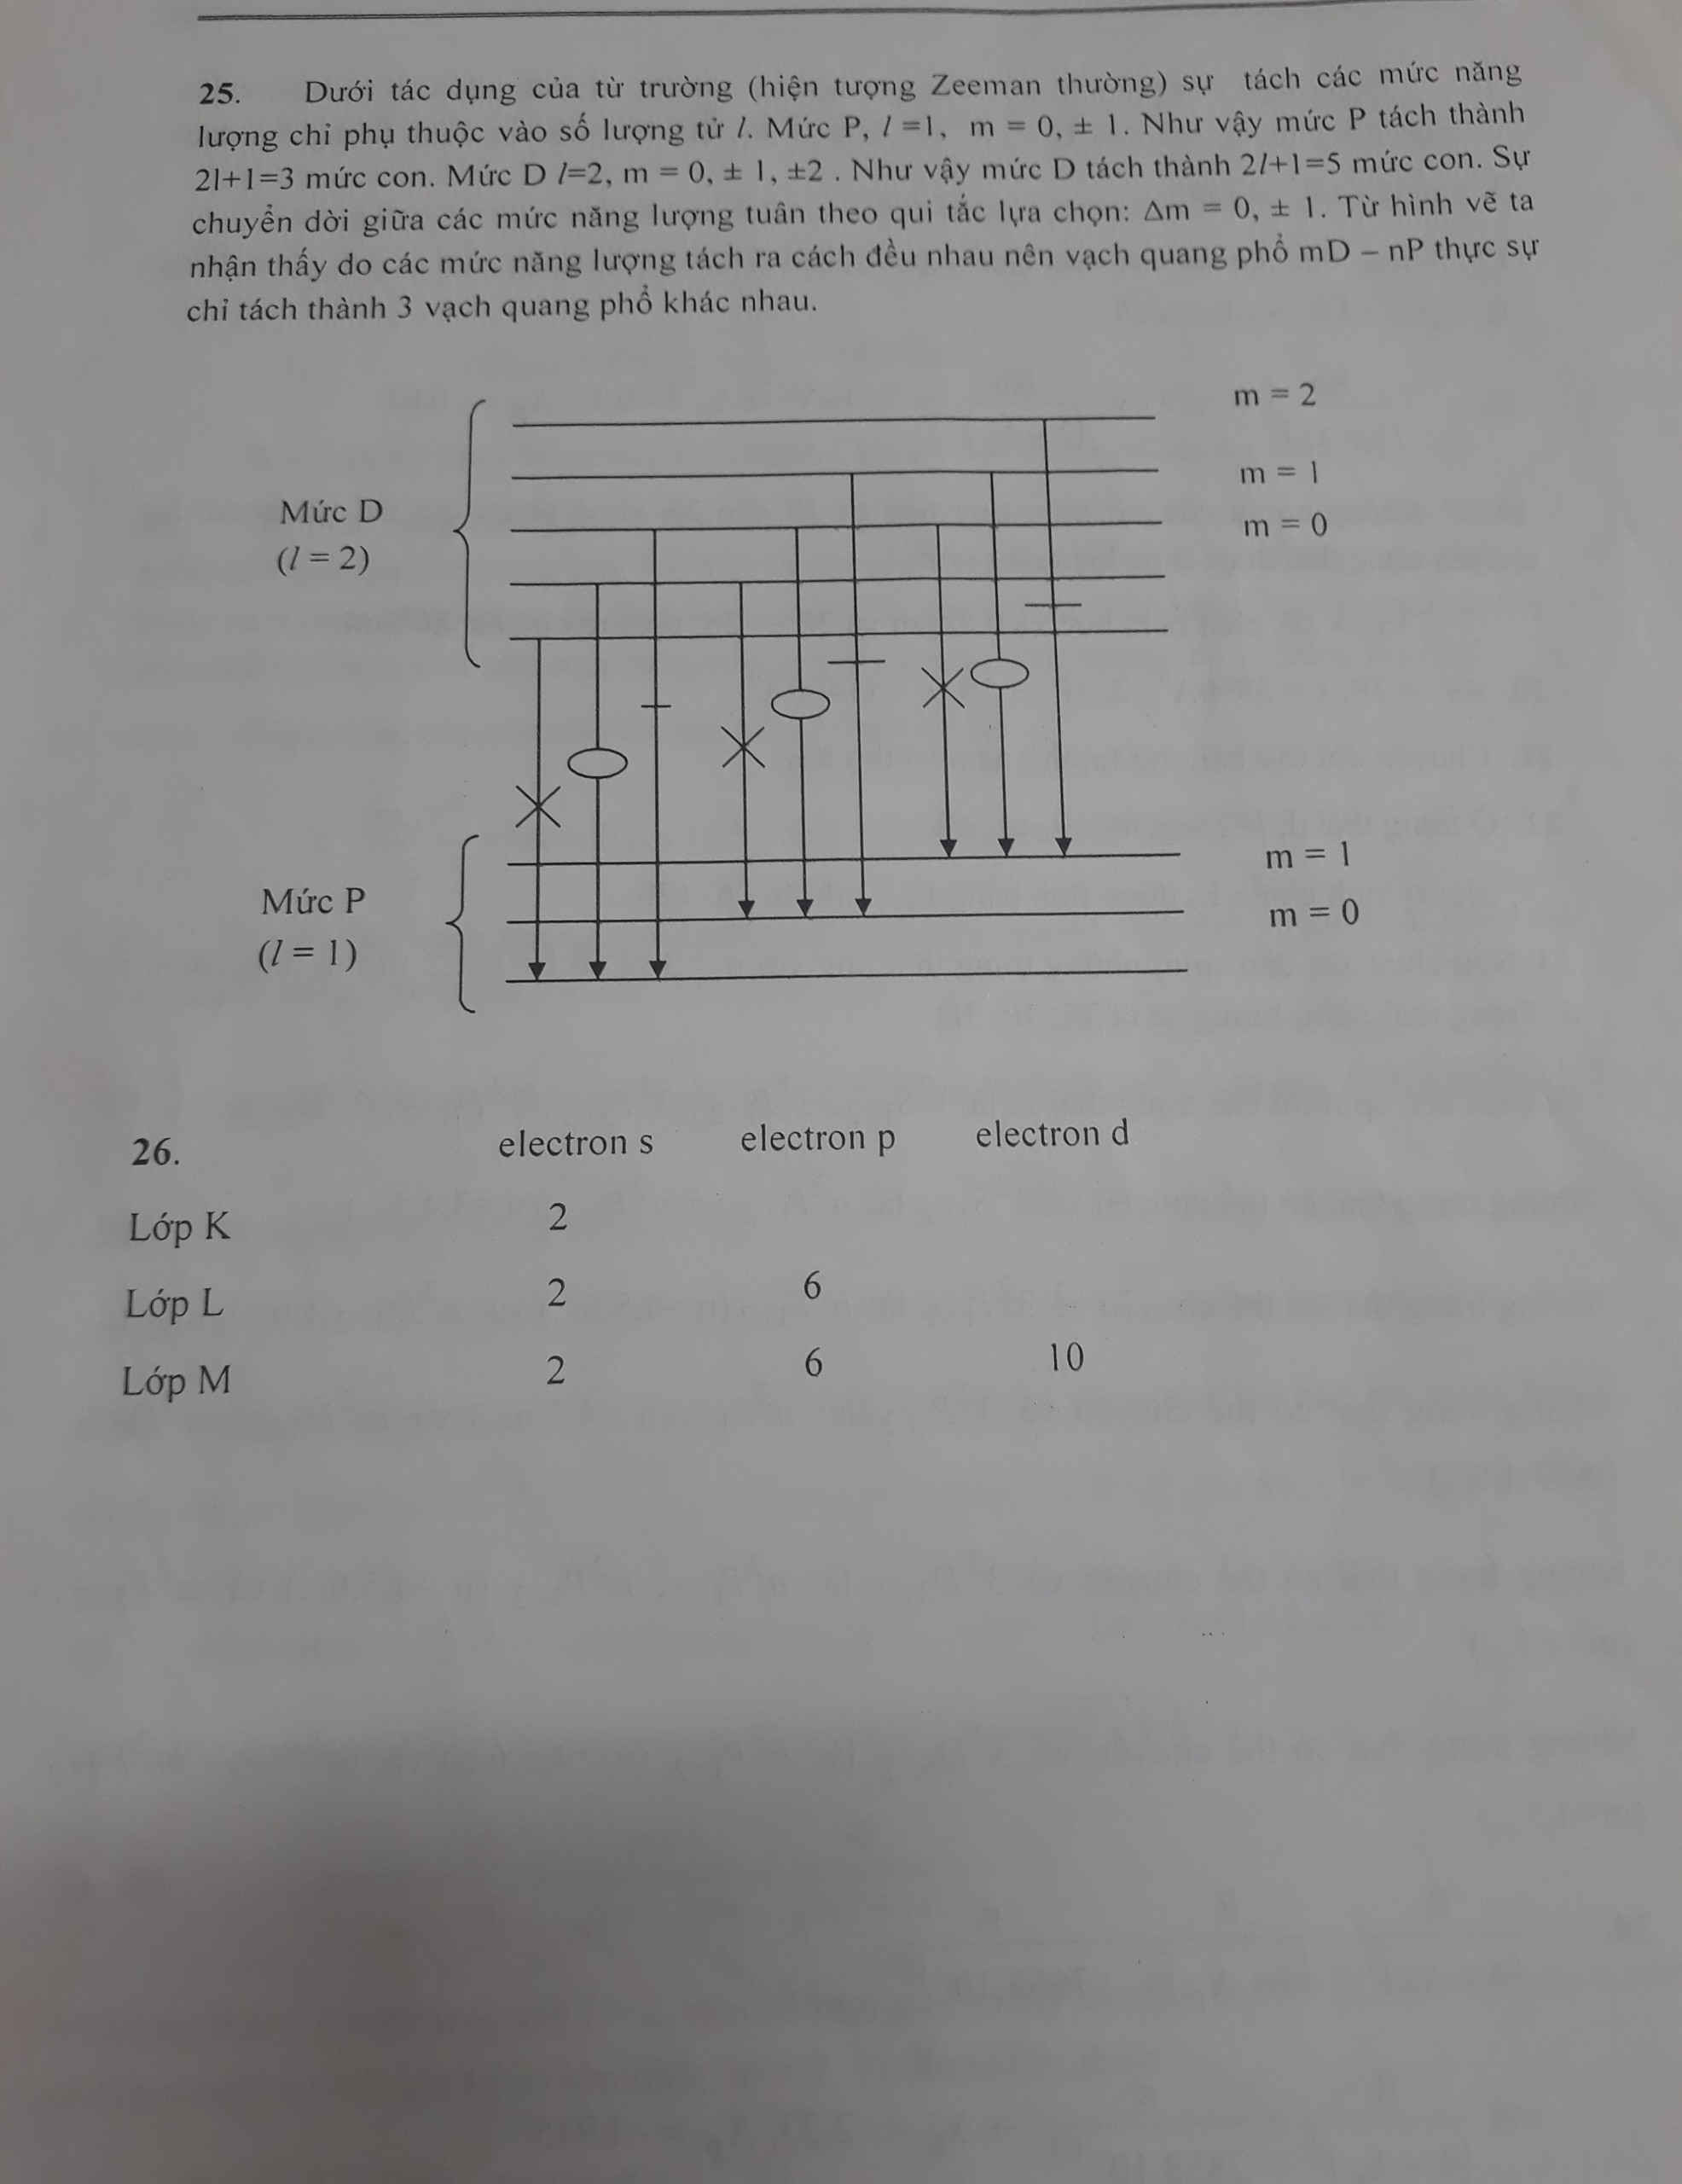 25. Dưới tác dụng của từ trường (hiện tượng Zeeman thường) sự tách các mức năng
lượng chỉ phụ thuộc vào số lượng tử l. Mức P, l =1, m = 0, ± 1. Như vậy mức P tách thành
2l+1=3 mức con. Mức D l=2, m = 0, ± 1, ±2 . Như vậy mức D tách thành 2l+1=5 mức con. Sự
chuyển dời giữa các mức năng lượng tuân theo qui tắc lựa chọn: Δm = 0, ± 1. Từ hình vẽ ta
nhận thấy do các mức năng lượng tách ra cách đều nhau nên vạch quang phổ mD – nP thực sự
chỉ tách thành 3 vạch quang phổ khác nhau.
m = 2
m = 1
Mức D
m = 0
(l = 2)
m = 1
Mức P
m = 0
(l = 1)
26. electron s electron p electron d
Lớp K 2
Lớp L 2 6
Lớp M 2 6 10